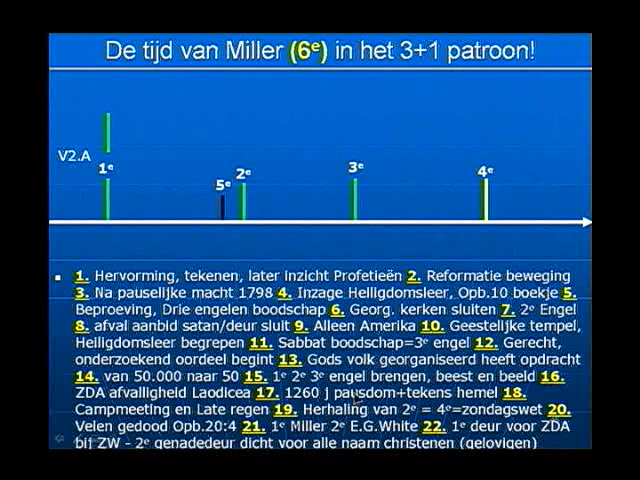 De tijd van Miller (6ᵉ) in het 3+1 patroon!
V2.A
1ᵉ
5ᵉ
2ᵉ
3ᵉ
4ᵉ
▪ 1. Hervorming, tekenen, later inzicht Profetieën 2. Reformatie beweging
3. Na pauselijke macht 1798 4. Inzage Heiligdomsleer, Opb.10 boekje 5.
Beproeving, Drie engelen boodschap 6. Georg. kerken sluiten 7. 2ᵉ Engel
8. afval aanbid satan/deur sluit 9. Alleen Amerika 10. Geestelijke tempel,
Heiligdomsleer begrepen 11. Sabbat boodschap=3ᵉ engel 12. Gerecht,
onderzoekend oordeel begint 13. Gods volk georganiseerd heeft opdracht
14. van 50.000 naar 50 15. 1ᵉ 2ᵉ 3ᵉ engel brengen, beest en beeld 16.
ZDA afvalligheid Laodicea 17. 1260 j pausdom+tekens hemel 18.
Campmeeting en Late regen 19. Herhaling van 2ᵉ = 4ᵉ=zondagswet 20.
Velen gedood Opb.20:4 21. 1ᵉ Miller 2ᵉ E.G.White 22. 1ᵉ deur voor ZDA
bij ZW - 2ᵉ genadedeur dicht voor alle naam christenen (gelovigen)